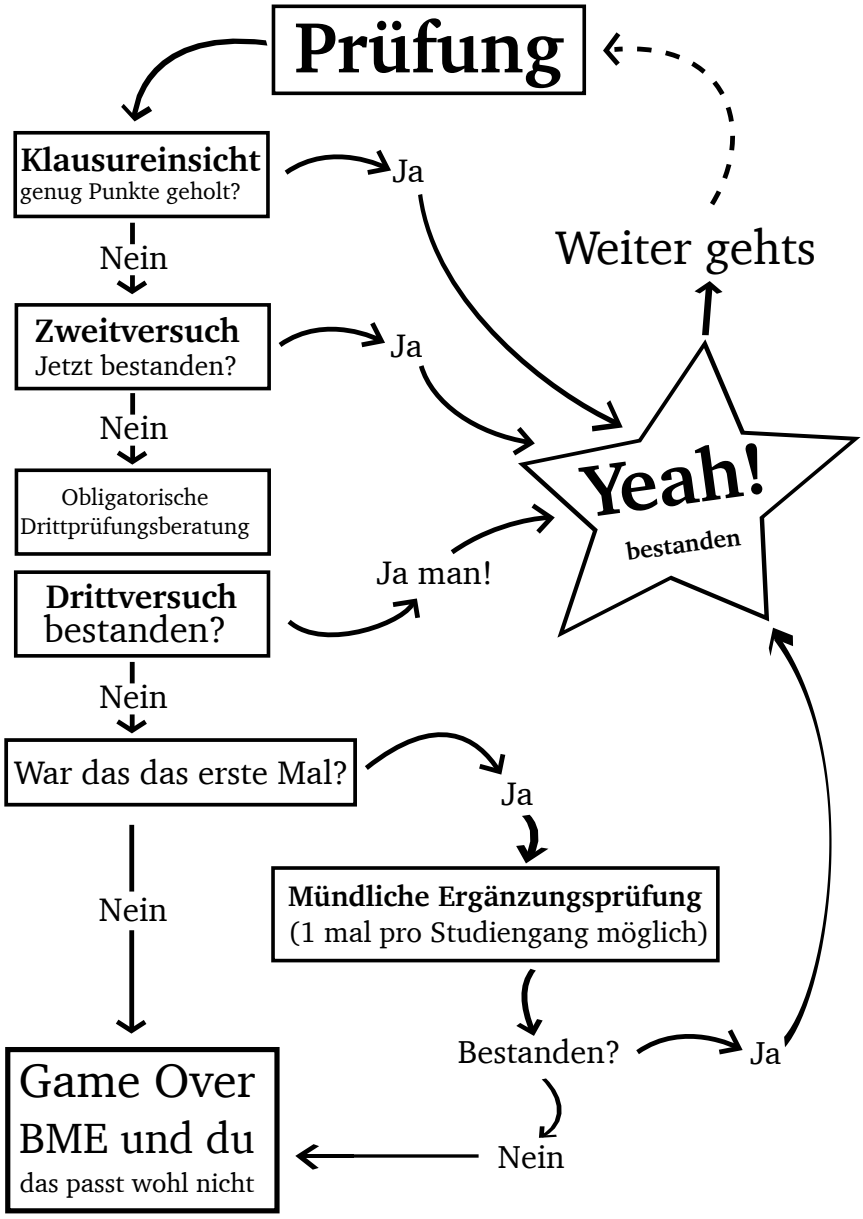 Prüfung
Klausureinsicht
genug Punkte geholt?
Ja
Weiter gehts
Nein
Zweitversuch
Jetzt bestanden?
Ja
Nein
Yeah!
bestanden
Obligatorische
Drittprüfungsberatung
Drittversuch
bestanden?
Ja man!
Nein
War das das erste Mal?
Ja
Mündliche Ergänzungsprüfung
(1 mal pro Studiengang möglich)
Nein
Bestanden?
Ja
Nein
Game Over
BME und du
das passt wohl nicht